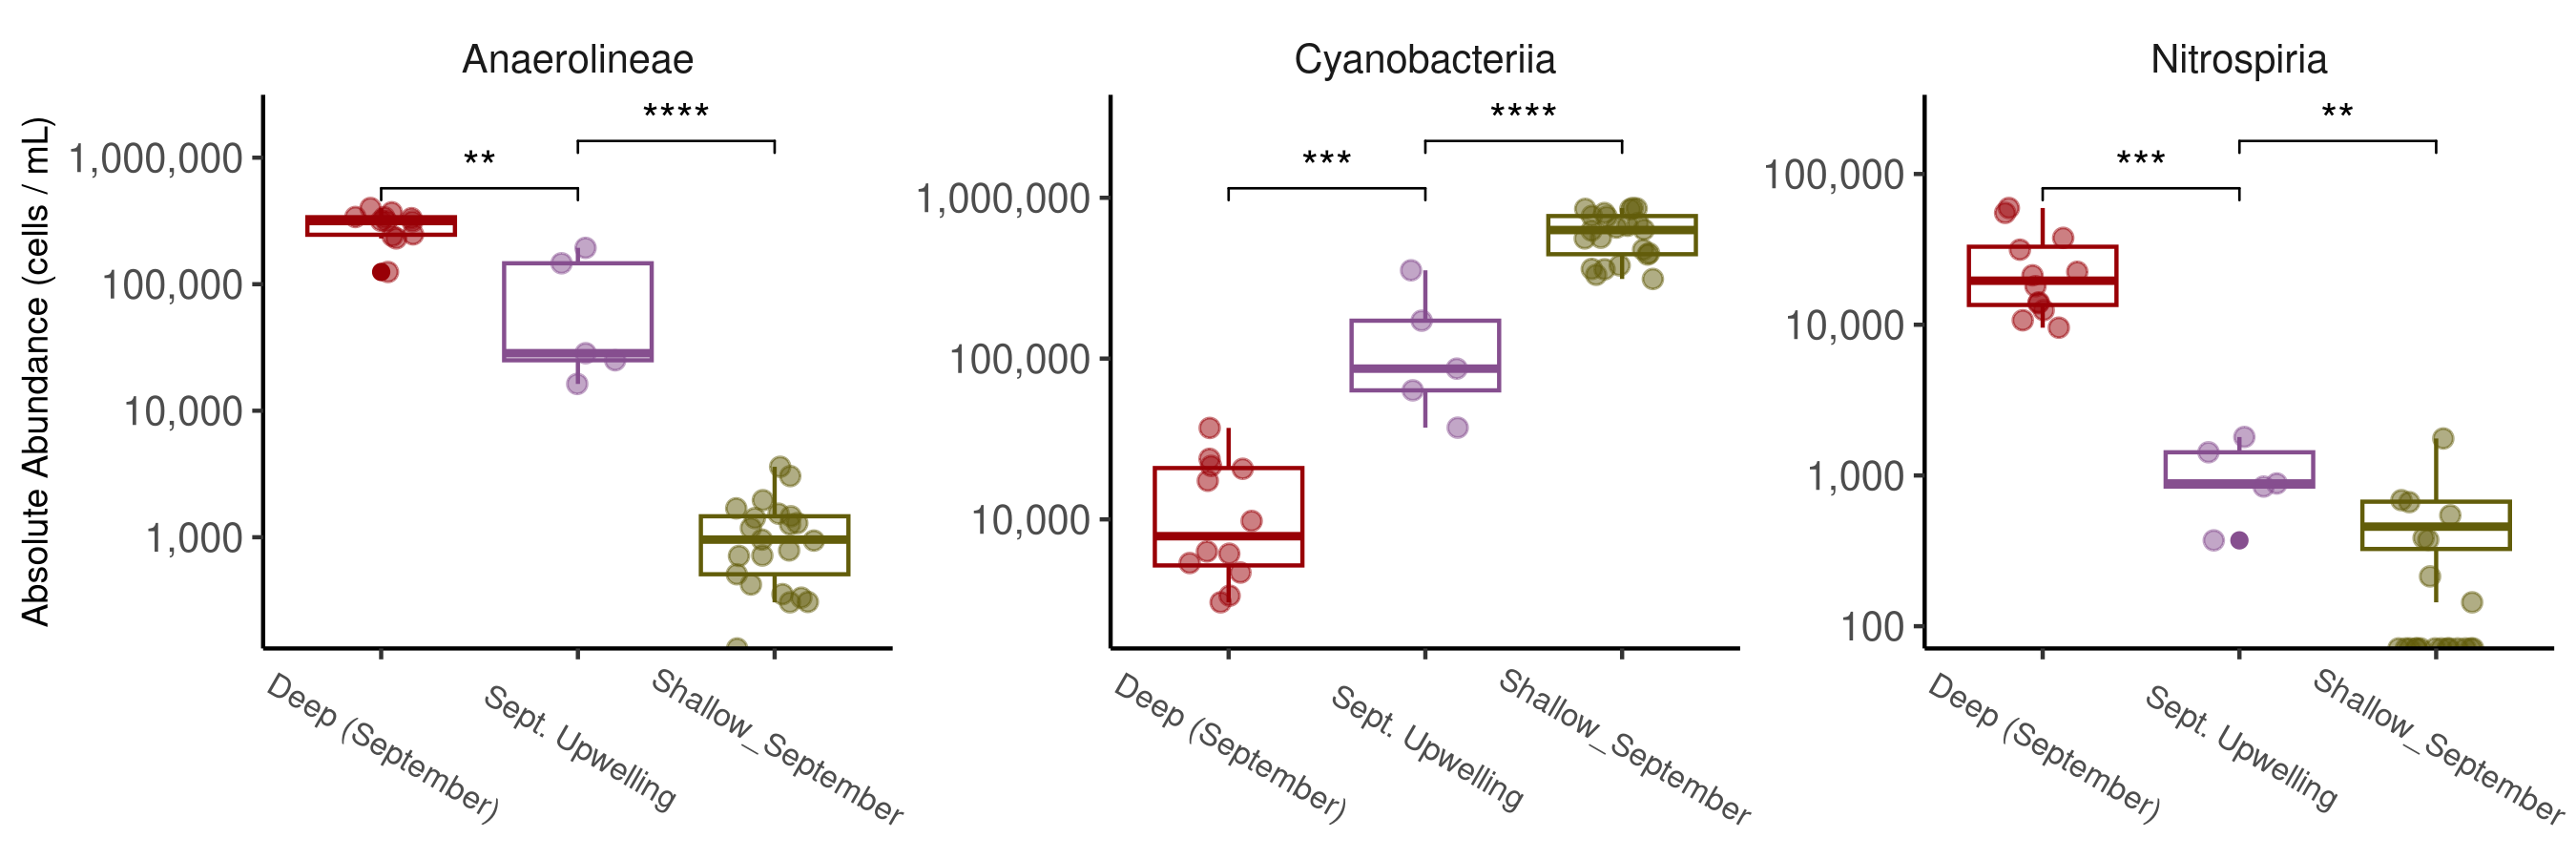 Anaerolineae
Cyanobacteriia
Nitrospiria
Absolute Abundance (cells / mL)
1,000,000
100,000
10,000
1,000
**
****
Deep (September)
Sept. Upwelling
Shallow_September
1,000,000
100,000
10,000
***
****
Deep (September)
Sept. Upwelling
Shallow_September
100,000
10,000
1,000
100
***
**
Deep (September)
Sept. Upwelling
Shallow_September